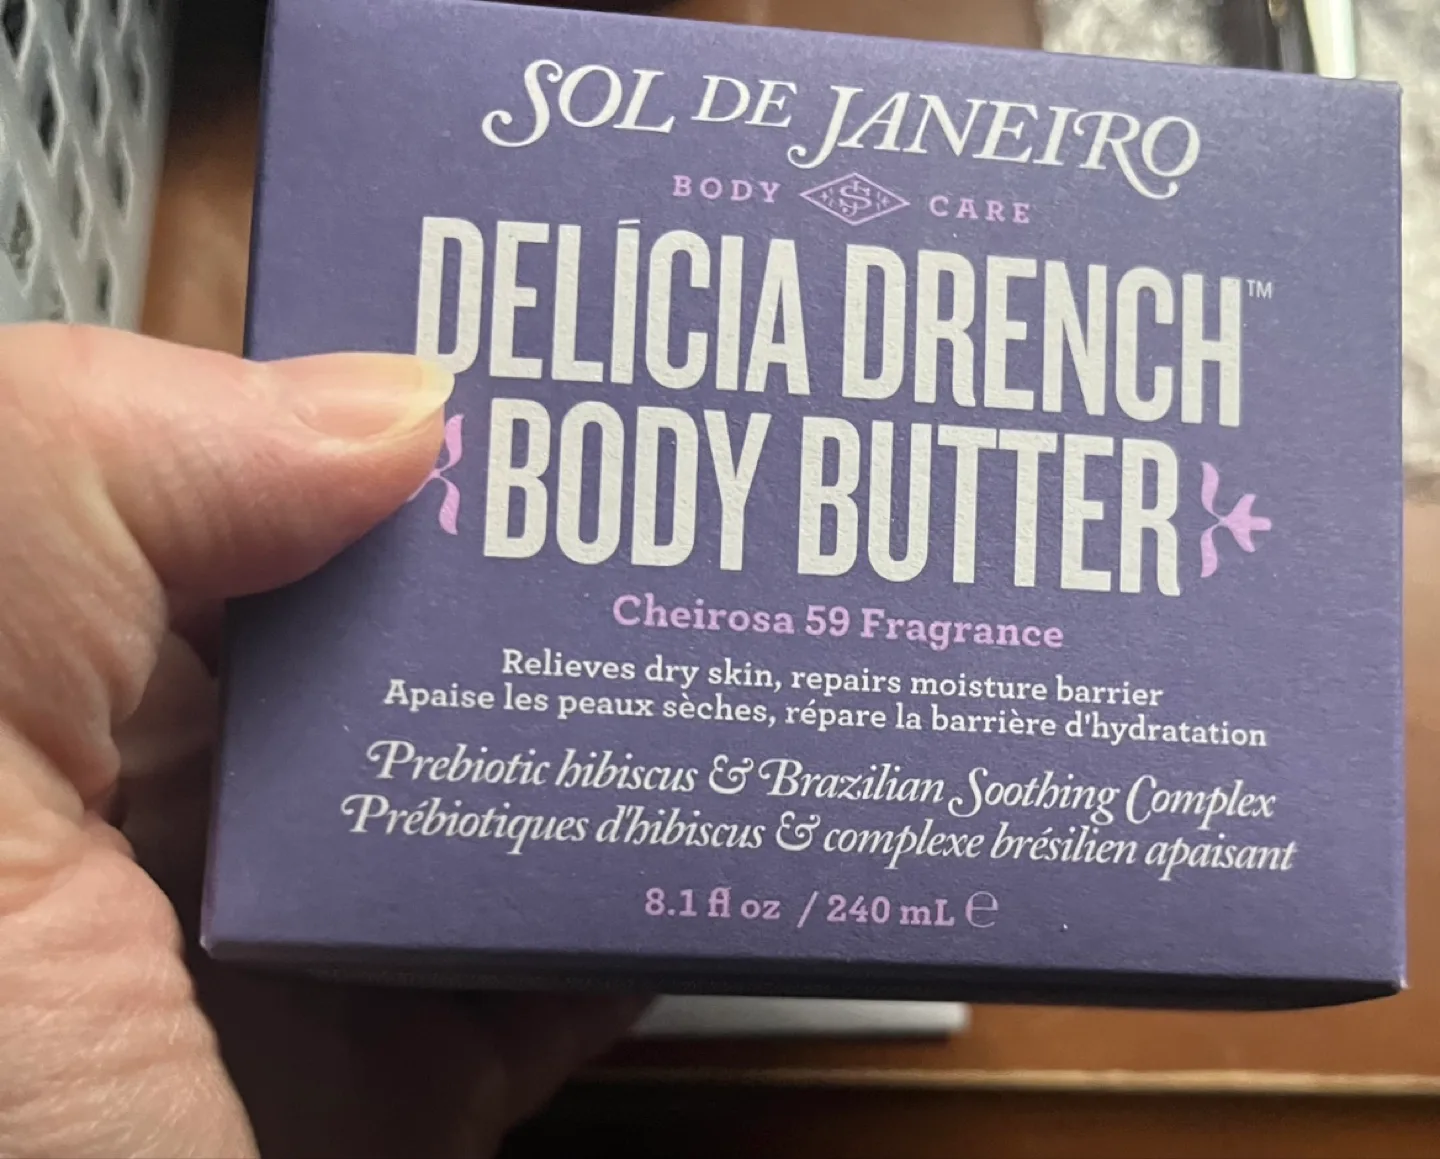 SOL DE JANEIRO
BODY CARE
DELÍCIA DRENCH™
BODY BUTTER
Cheirosa 59 Fragrance
Relieves dry skin, repairs moisture barrier
Apaise les peaux sèches, répare la barrière d'hydratation
Prebiotic hibiscus & Brazilian Soothing Complex
Prébiotiques d'hibiscus & complexe brésilien apaisant
8.1 fl oz / 240 mL ℮